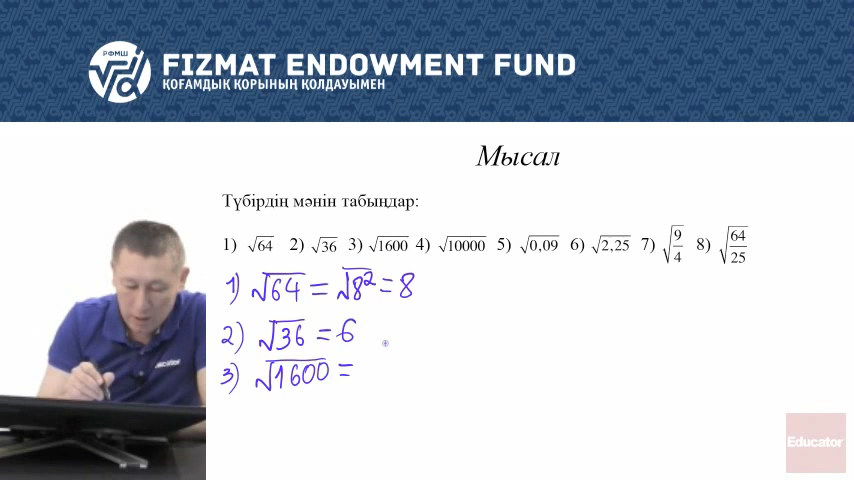 РФМШ
FIZMAT ENDOWMENT FUND
ҚОҒАМДЫҚ ҚОРЫНЫҢ ҚОЛДАУЫМЕН
Мысал
Түбірдің мәнін табыңдар:
1) √64 2) √36 3) √1600 4) √10000 5) √0,09 6) √2,25 7) √(9/4) 8) √(64/25)
1) √64 = √8² = 8
2) √36 = 6
3) √1600 =
Educator